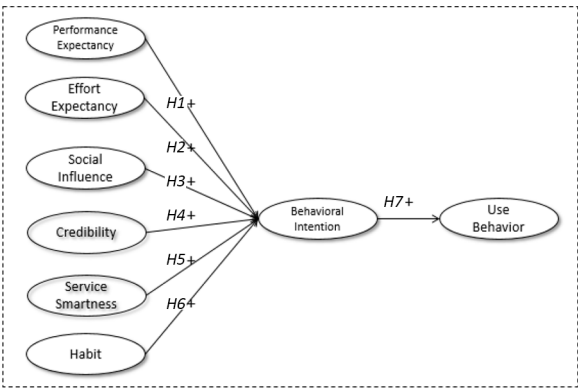 Performance
Expectancy
Effort
Expectancy
Social
Influence
Credibility
Service
Smartness
Habit
H1+
H2+
H3+
H4+
H5+
H6+
Behavioral
Intention
H7+
Use
Behavior